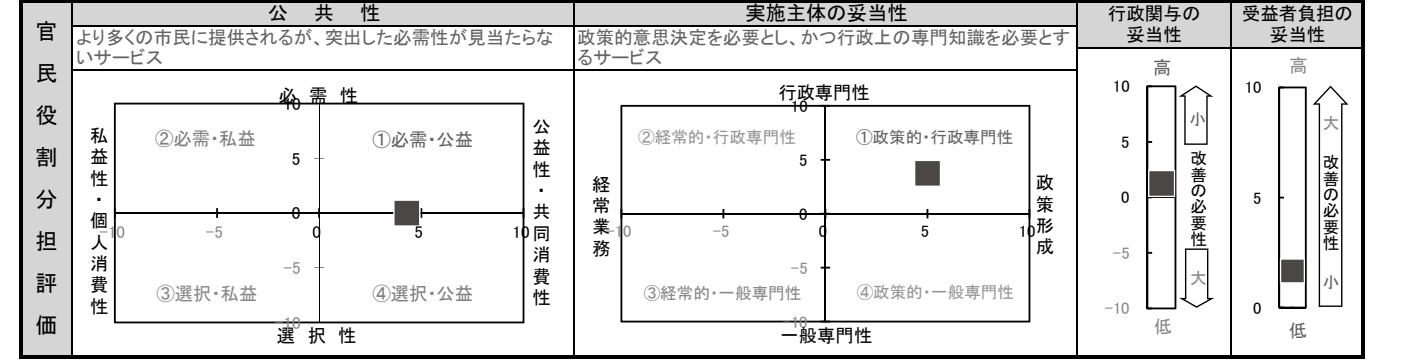 官民役割分担評価
公 共 性
より多くの市民に提供されるが、突出した必需性が見当たらな
いサービス
必 需 性
10
②必需・私益
①必需・公益
5
0
-10
-5
0
5
10
-5
③選択・私益
④選択・公益
-10
選 択 性
私益性・個人消費性
公益性・共同消費性
実施主体の妥当性
政策的意思決定を必要とし、かつ行政上の専門知識を必要とす
るサービス
行政専門性
10
②経常的・行政専門性
①政策的・行政専門性
5
0
-10
-5
0
5
10
-5
③経常的・一般専門性
④政策的・一般専門性
-10
一般専門性
経常業務
政策形成
行政関与の
妥当性
高
10
5
0
-5
-10
低
小
改善の必要性
大
受益者負担の
妥当性
高
10
5
0
低
大
改善の必要性
小